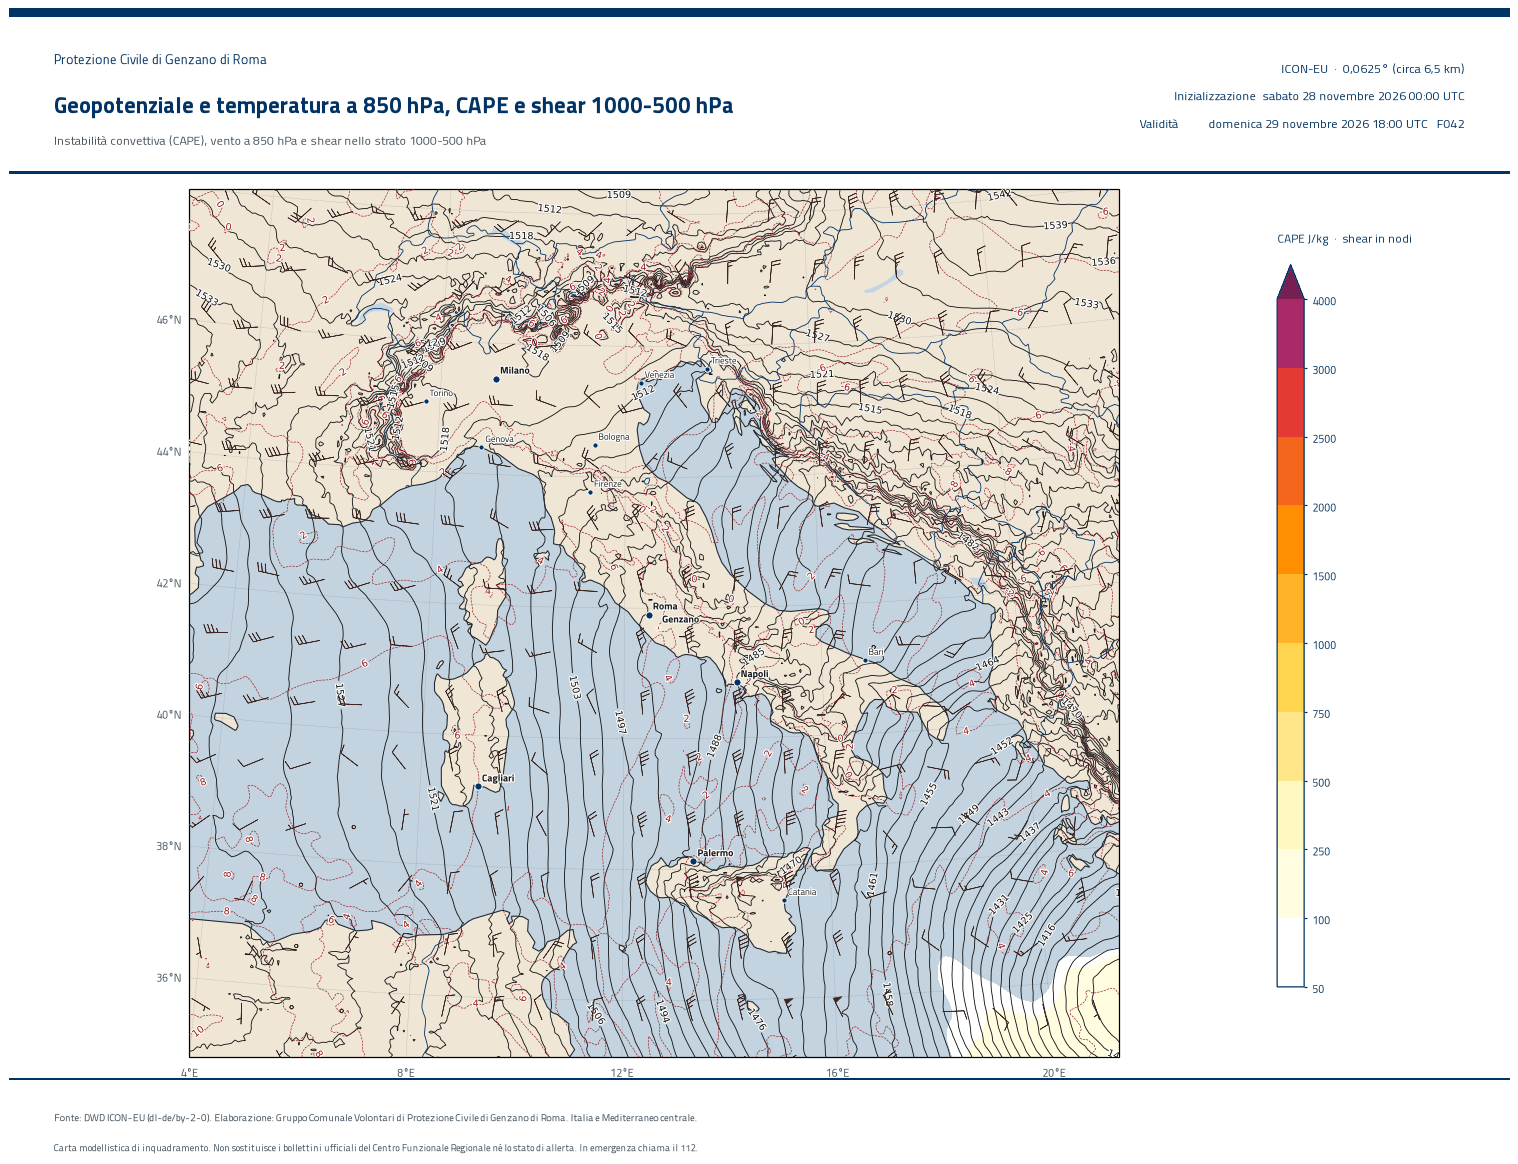 Protezione Civile di Genzano di Roma
Geopotenziale e temperatura a 850 hPa, CAPE e shear 1000-500 hPa
Instabilità convettiva (CAPE), vento a 850 hPa e shear nello strato 1000-500 hPa
ICON-EU · 0,0625° (circa 6,5 km)
Inizializzazione sabato 28 novembre 2026 00:00 UTC
Validità domenica 29 novembre 2026 18:00 UTC F042
CAPE J/kg · shear in nodi
4000
3000
2500
2000
1500
1000
750
500
250
100
50
46°N
44°N
42°N
40°N
38°N
36°N
4°E
8°E
12°E
16°E
20°E
1509
1512
1518
1542
1539
1536
1533
1530
1524
1533
1530
1527
1521
1524
1515
1518
Milano
Torino
Venezia
Trieste
1512
1518
Genova
Bologna
Firenze
1482
Roma
Genzano
Bari
1485
Napoli
1464
1470
1503
1497
1488
1452
1455
Cagliari
1521
1449
1443
1437
Palermo
1470
Catania
1461
1431
1425
1416
1458
1506
1494
1476
Fonte: DWD ICON-EU (dl-de/by-2-0). Elaborazione: Gruppo Comunale Volontari di Protezione Civile di Genzano di Roma. Italia e Mediterraneo centrale.
Carta modellistica di inquadramento. Non sostituisce i bollettini ufficiali del Centro Funzionale Regionale né lo stato di allerta. In emergenza chiama il 112.